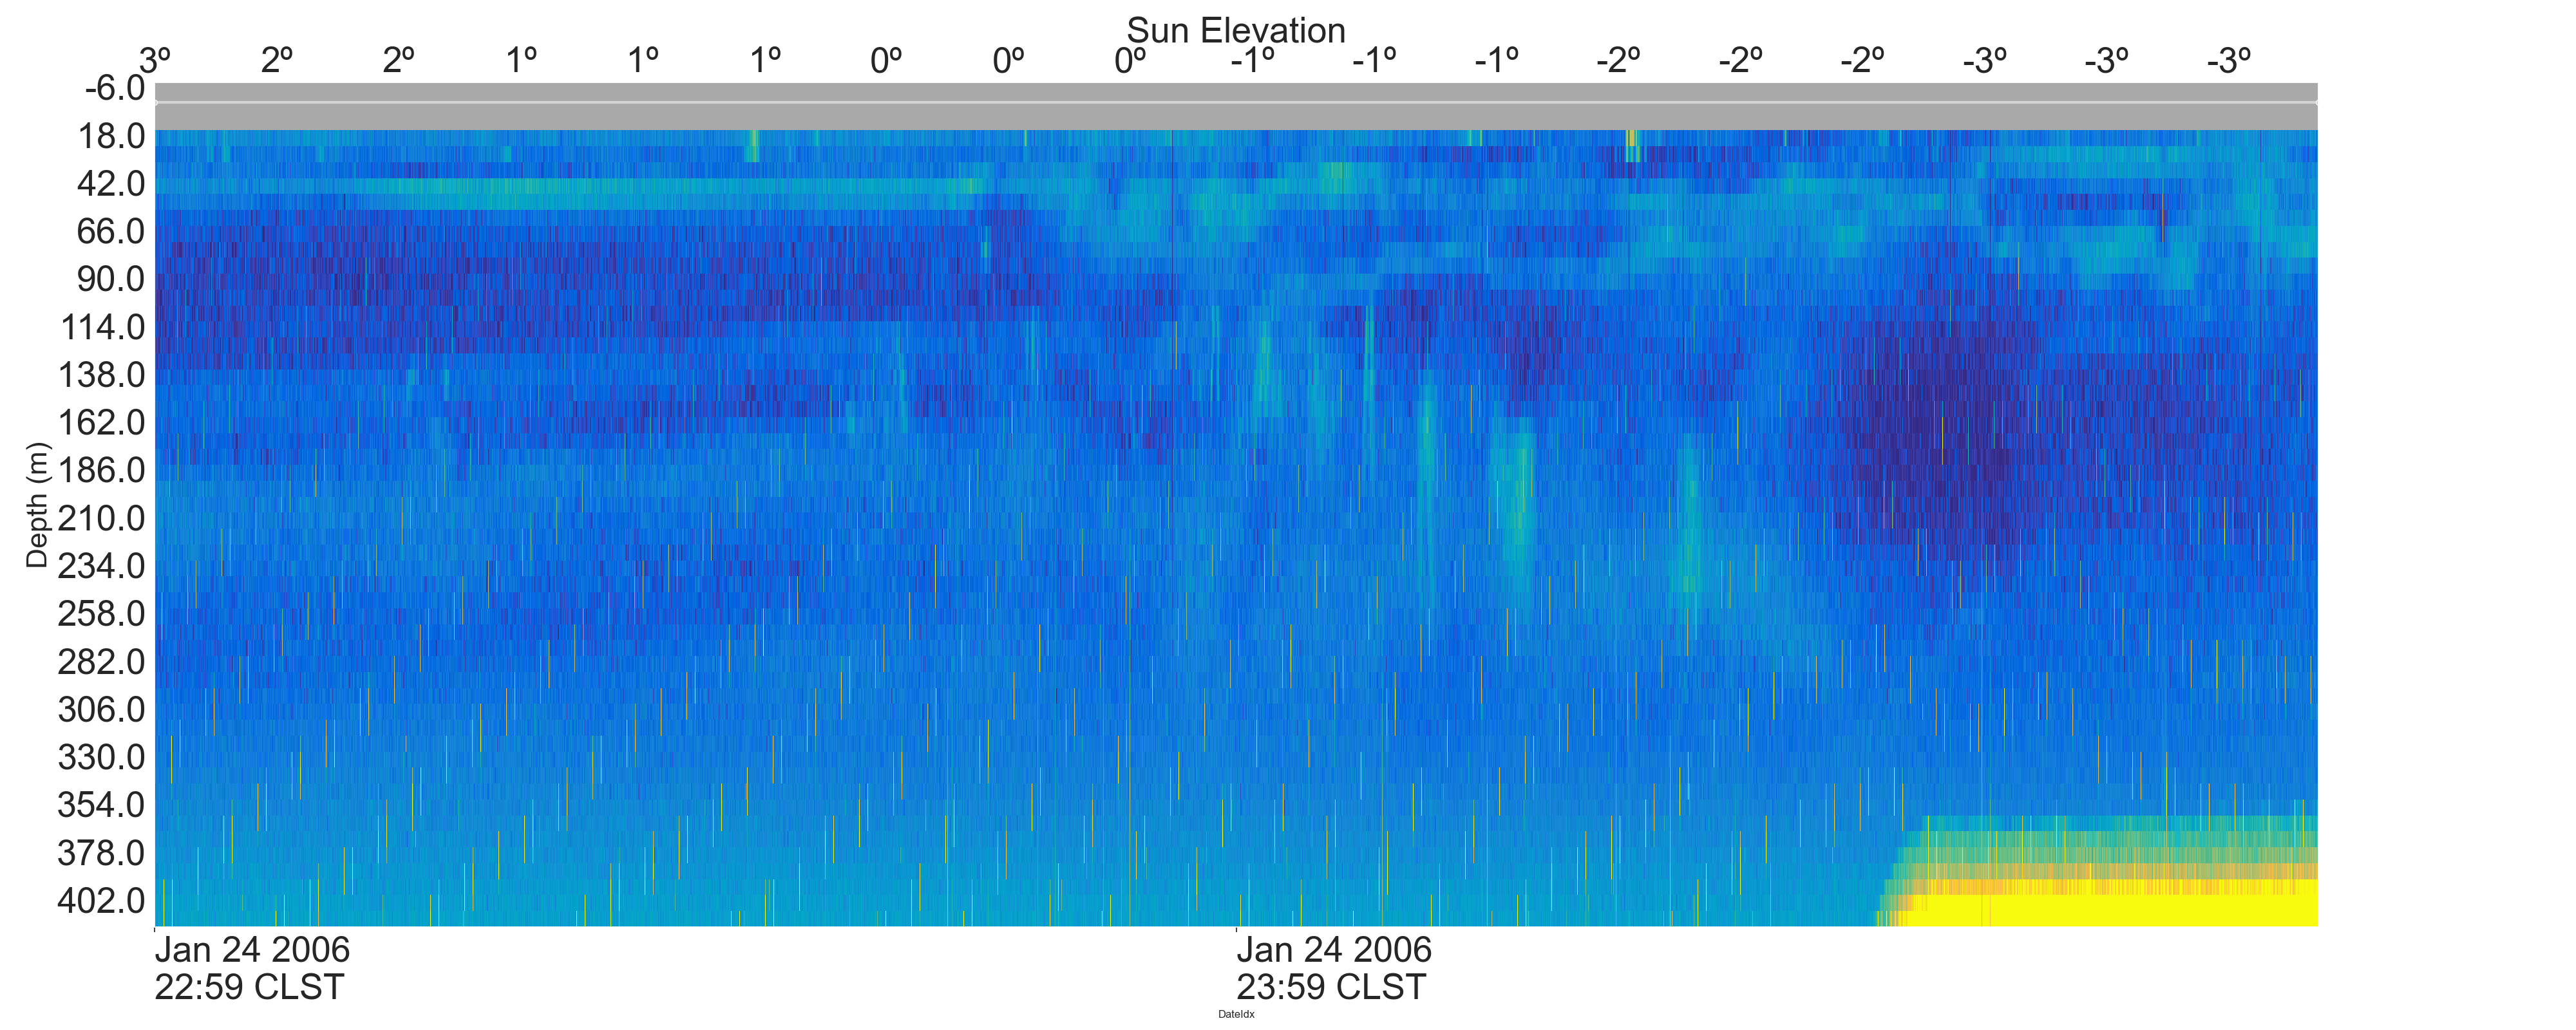 Sun Elevation
3º 2º 2º 1º 1º 1º 0º 0º 0º -1º -1º -1º -2º -2º -2º -3º -3º -3º
-6.0
18.0
42.0
66.0
90.0
114.0
138.0
162.0
186.0
210.0
234.0
258.0
282.0
306.0
330.0
354.0
378.0
402.0
Depth (m)
Jan 24 2006
22:59 CLST
Jan 24 2006
23:59 CLST
DateIdx